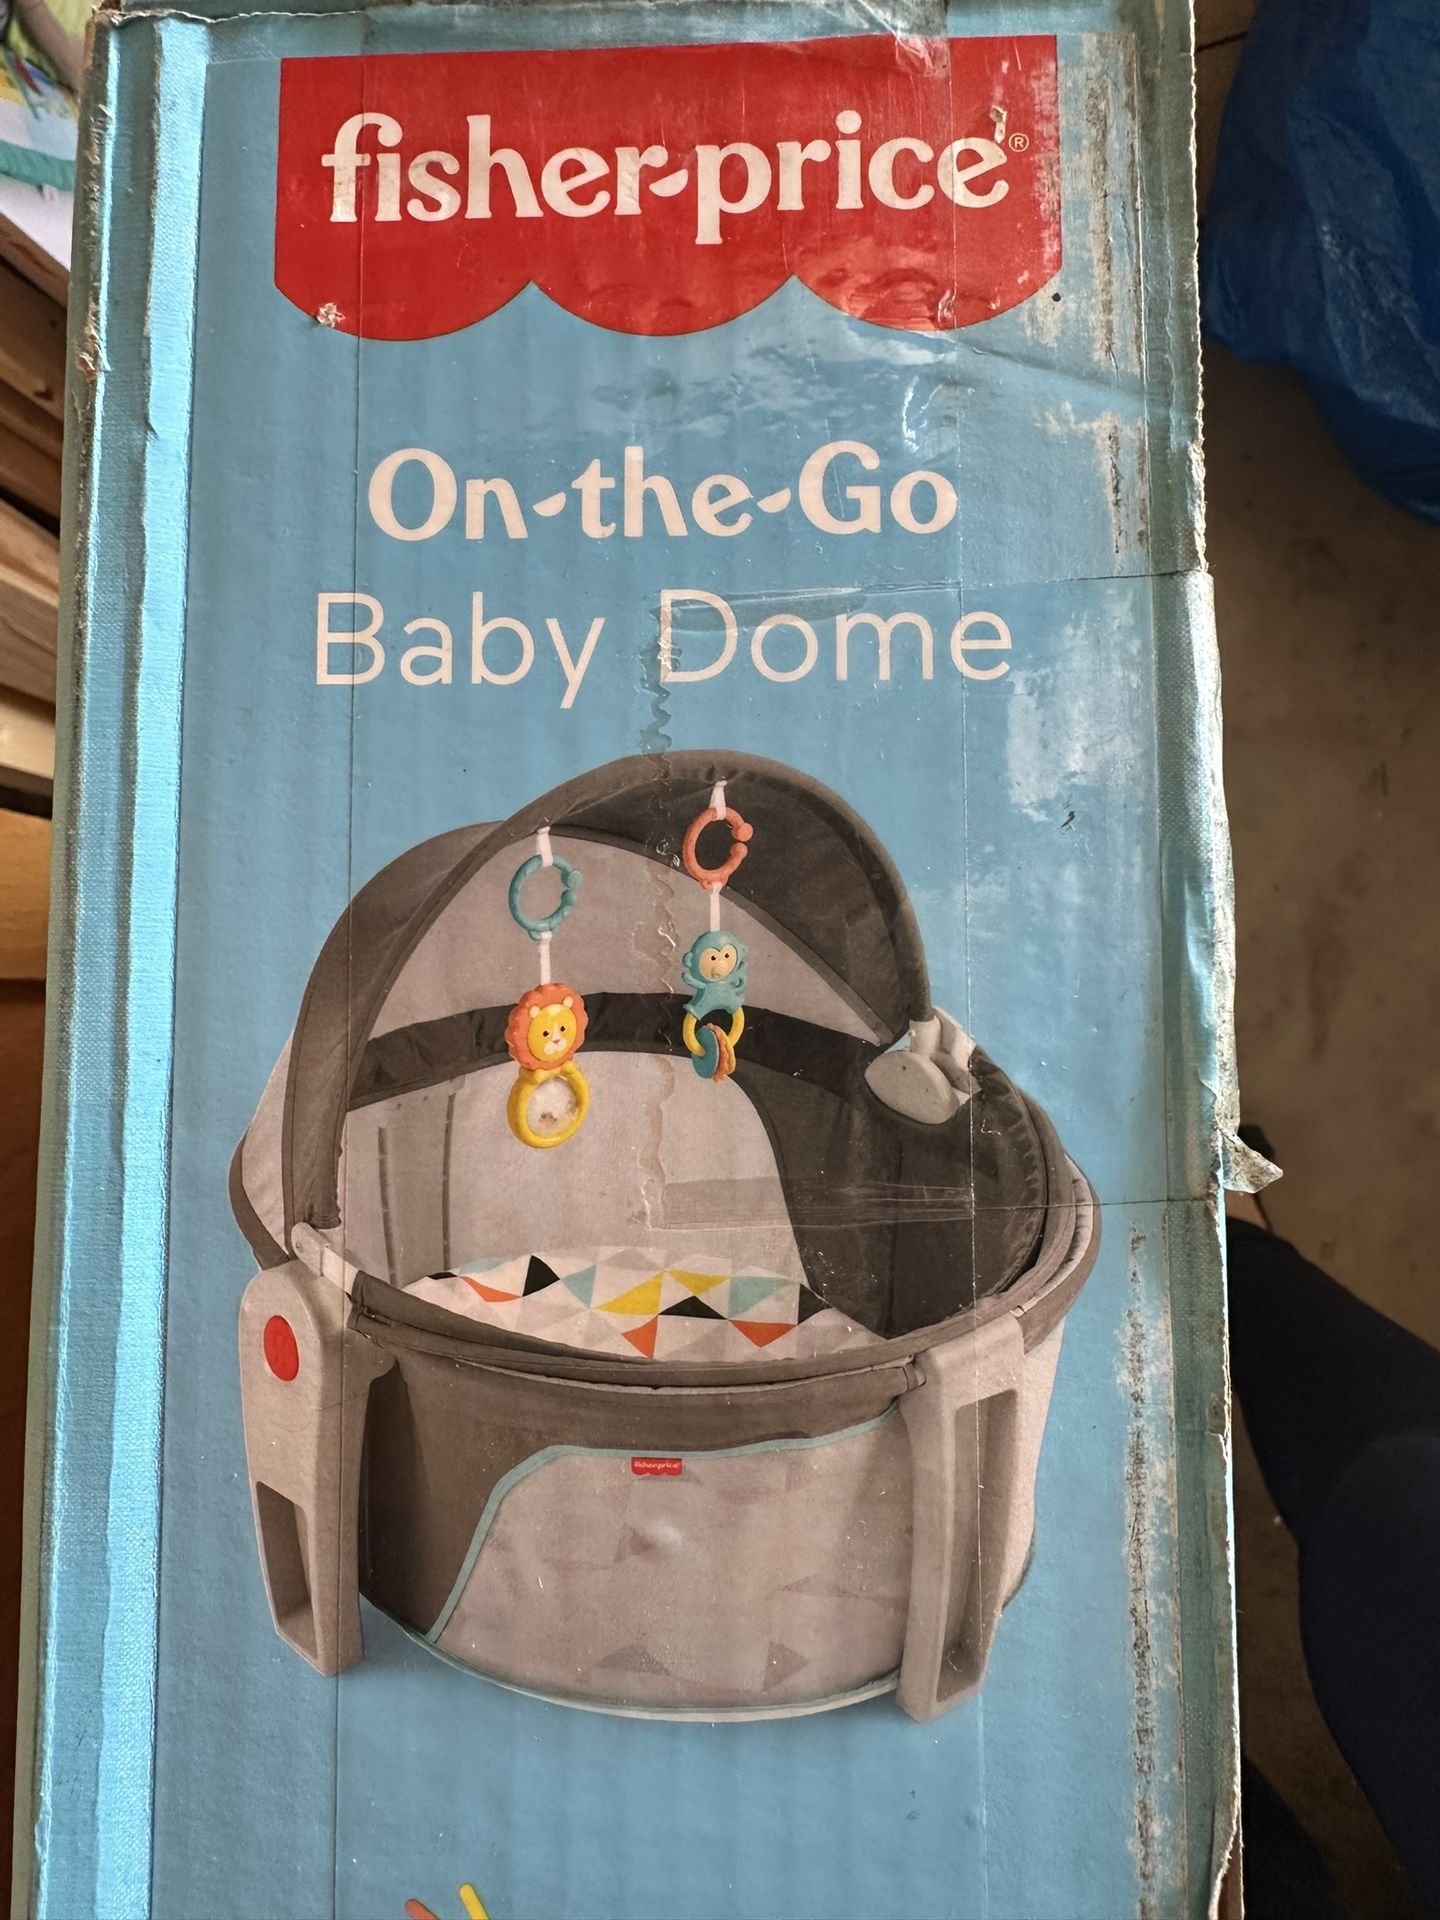 fisher-price®
On-the-Go
Baby Dome
fisher-price